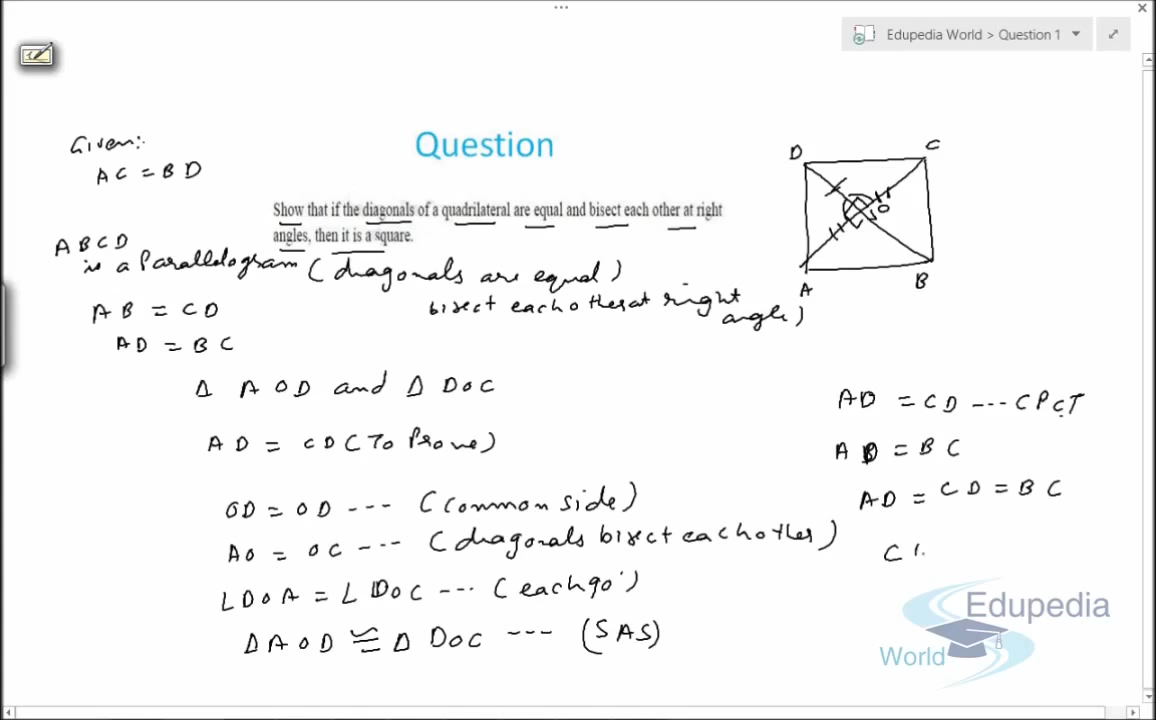 Edupedia World > Question 1
Given:-
AC = BD
Question
Show that if the diagonals of a quadrilateral are equal and bisect each other at right
angles, then it is a square.
D
C
O
A
B
ABCD
is a Parallelogram (diagonals are equal)
bisect each other at right
angle)
AB = CD
AD = BC
Δ AOD and Δ DOC
AD = CD (To Prove)
OD = OD --- (common side)
AO = OC --- (diagonals bisect each other)
∠DOA = ∠DOC --- (each 90°)
ΔAOD ≅ Δ DOC --- (SAS)
AD = CD --- CPCT
AD = BC
AD = CD = BC
C
Edupedia
World